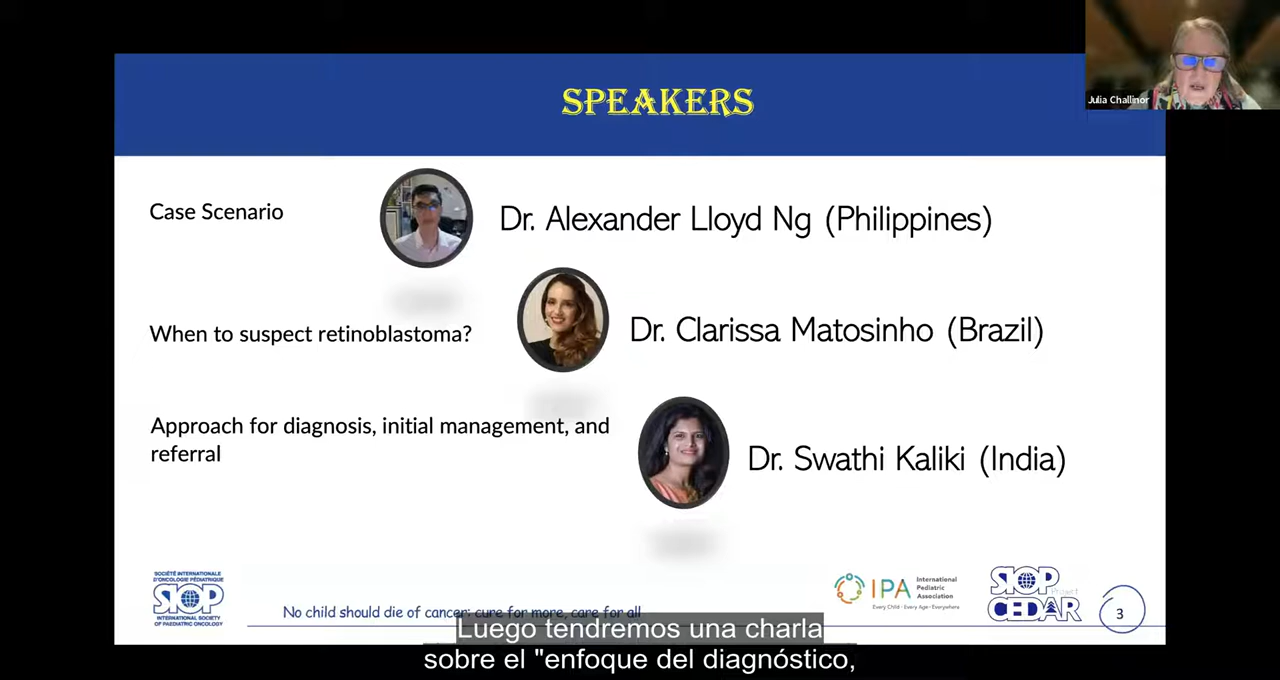 SPEAKERS
Julia Challinor
Case Scenario
Dr. Alexander Lloyd Ng (Philippines)
When to suspect retinoblastoma?
Dr. Clarissa Matosinho (Brazil)
Approach for diagnosis, initial management, and
referral
Dr. Swathi Kaliki (India)
SOCIÉTÉ INTERNATIONALE
D'ONCOLOGIE PÉDIATRIQUE
SIOP
INTERNATIONAL SOCIETY
OF PAEDIATRIC ONCOLOGY
No child should die of cancer: cure for more, care for all
IPA
International
Pediatric
Association
Every Child · Every Age · Everywhere
SIOP
Project
CEDAR
3
Luego tendremos una charla
sobre el "enfoque del diagnóstico,